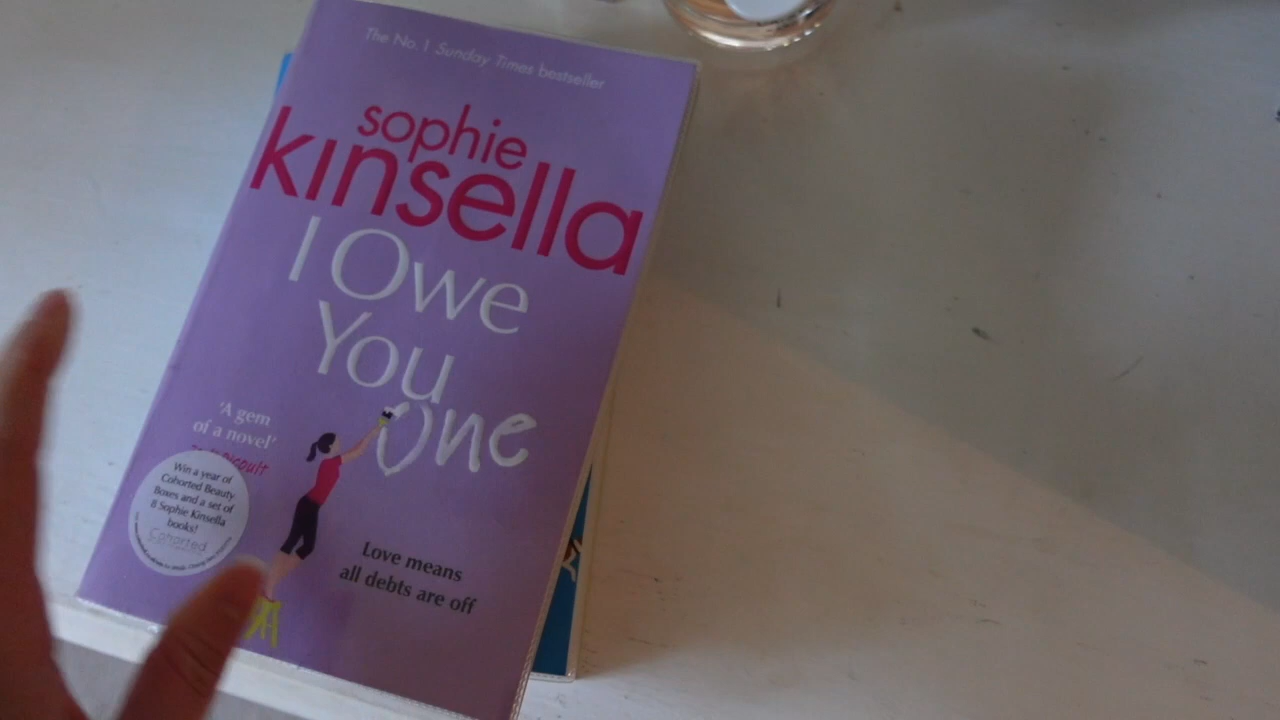 The No.1 Sunday Times bestseller
sophie
kinsella
I Owe
You
One
'A gem
of a novel'
Win a year of
Cohorted Beauty
Boxes and a set of
8 Sophie Kinsella
books!
Cohorted
Love means
all debts are off